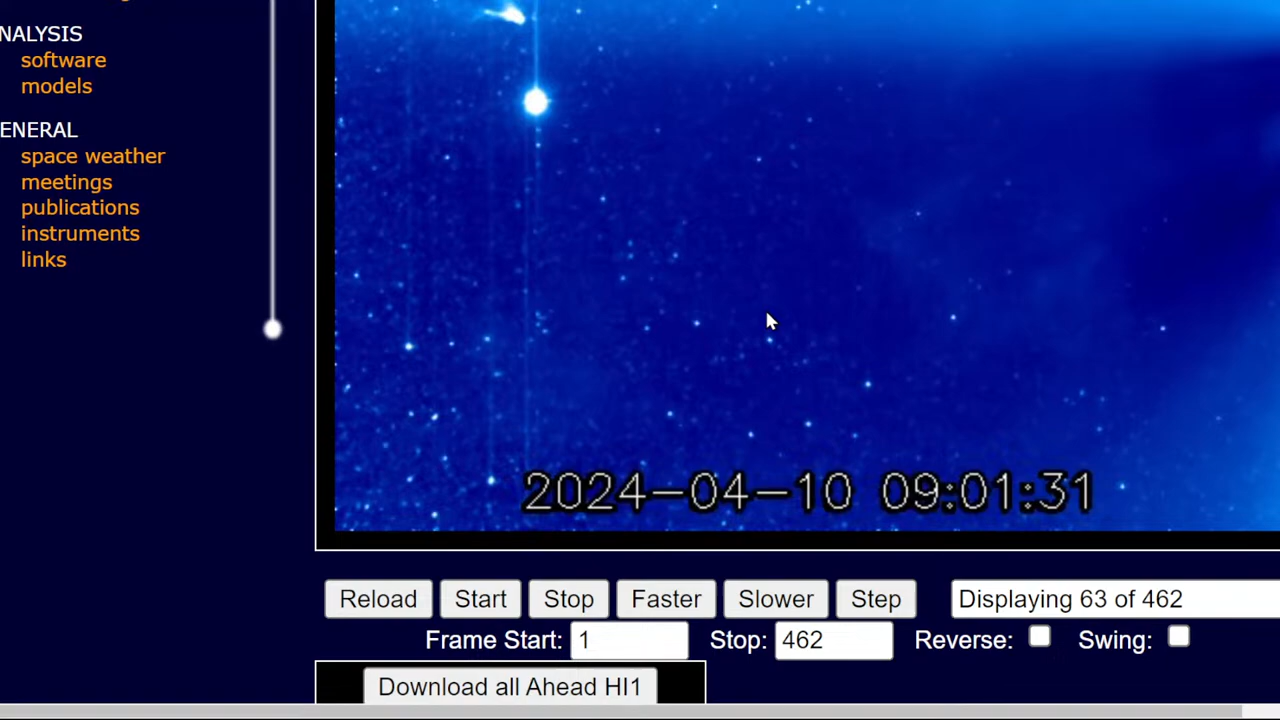 NALYSIS
software
models
ENERAL
space weather
meetings
publications
instruments
links
2024-04-10 09:01:31
Reload Start Stop Faster Slower Step Displaying 63 of 462
Frame Start: 1 Stop: 462 Reverse: Swing:
Download all Ahead HI1